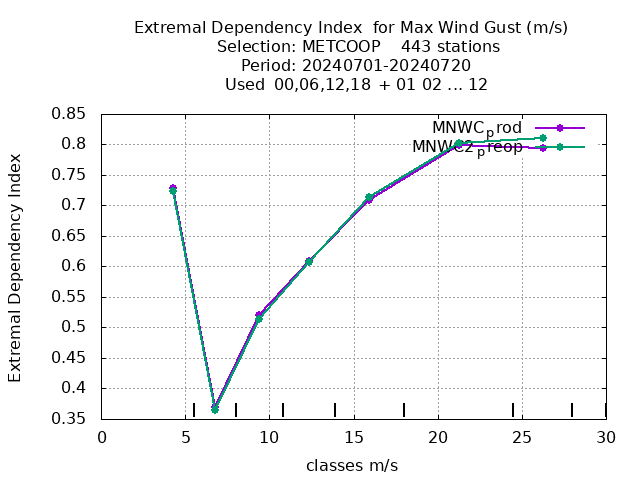 Extremal Dependency Index  for Max Wind Gust (m/s)
Selection: METCOOP    443 stations
Period: 20240701-20240720
Used  00,06,12,18 + 01 02 ... 12
Extremal Dependency Index
0.85
0.8
0.75
0.7
0.65
0.6
0.55
0.5
0.45
0.4
0.35
MNWCprod
MNWC2preop
0 5 10 15 20 25 30
classes m/s